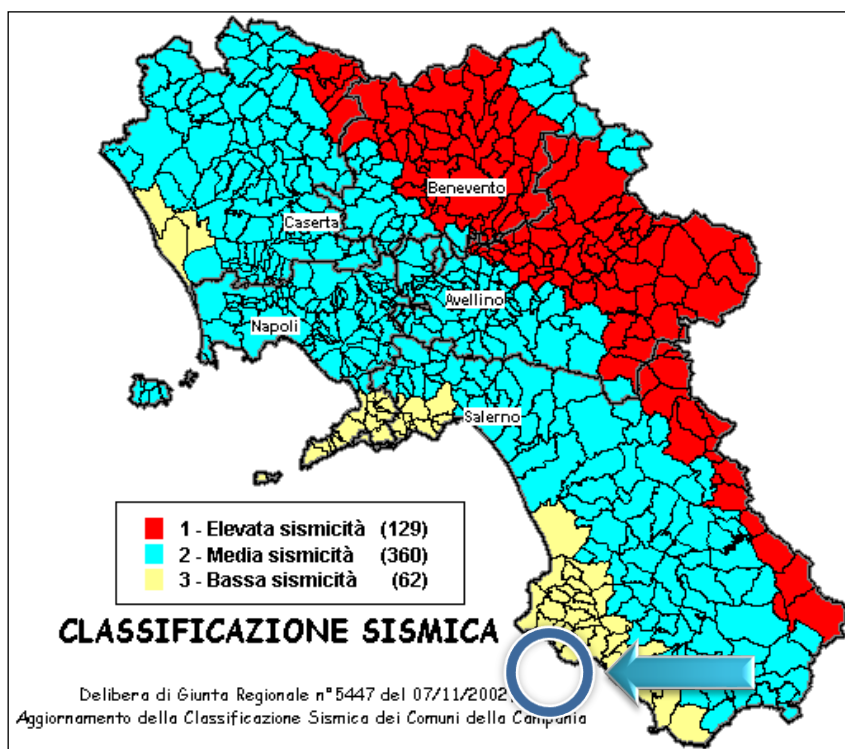 Benevento
Caserta
Avellino
Napoli
Salerno
1 - Elevata sismicità (129)
2 - Media sismicità (360)
3 - Bassa sismicità (62)
CLASSIFICAZIONE SISMICA
Delibera di Giunta Regionale n°5447 del 07/11/2002
Aggiornamento della Classificazione Sismica dei Comuni della Campania